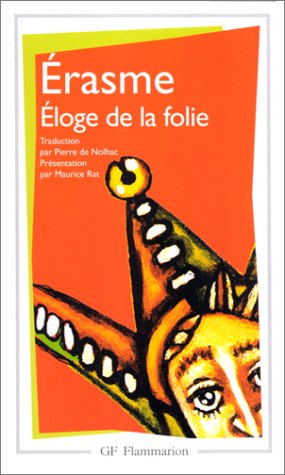 Érasme
Éloge de la folie
Traduction
par Pierre de Nolhac
Présentation
par Maurice Rat
GF Flammarion